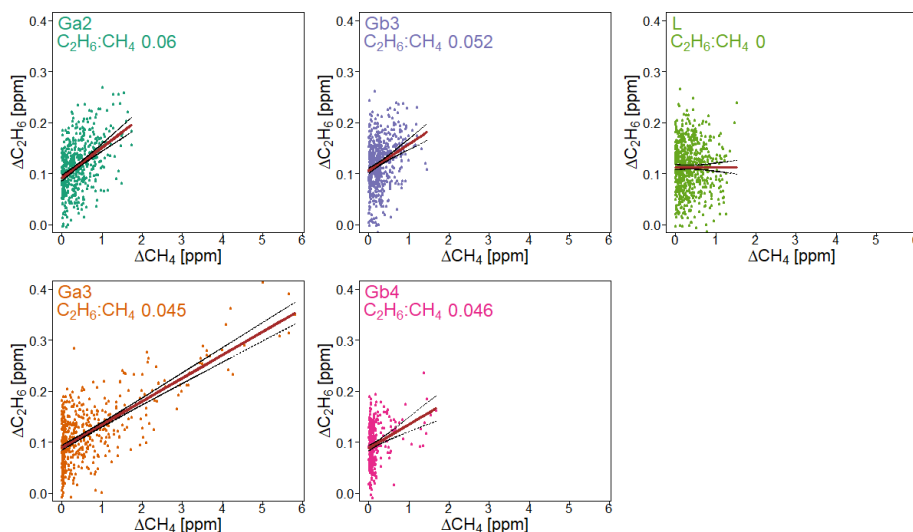 Ga2
C₂H₆:CH₄ 0.06
ΔC₂H₆ [ppm]
0.4
0.3
0.2
0.1
0.0
0 1 2 3 4 5 6
ΔCH₄ [ppm]
Gb3
C₂H₆:CH₄ 0.052
ΔC₂H₆ [ppm]
0.4
0.3
0.2
0.1
0.0
0 1 2 3 4 5 6
ΔCH₄ [ppm]
L
C₂H₆:CH₄ 0
ΔC₂H₆ [ppm]
0.4
0.3
0.2
0.1
0.0
0 1 2 3 4 5 6
ΔCH₄ [ppm]
Ga3
C₂H₆:CH₄ 0.045
ΔC₂H₆ [ppm]
0.4
0.3
0.2
0.1
0.0
0 1 2 3 4 5 6
ΔCH₄ [ppm]
Gb4
C₂H₆:CH₄ 0.046
ΔC₂H₆ [ppm]
0.4
0.3
0.2
0.1
0.0
0 1 2 3 4 5 6
ΔCH₄ [ppm]